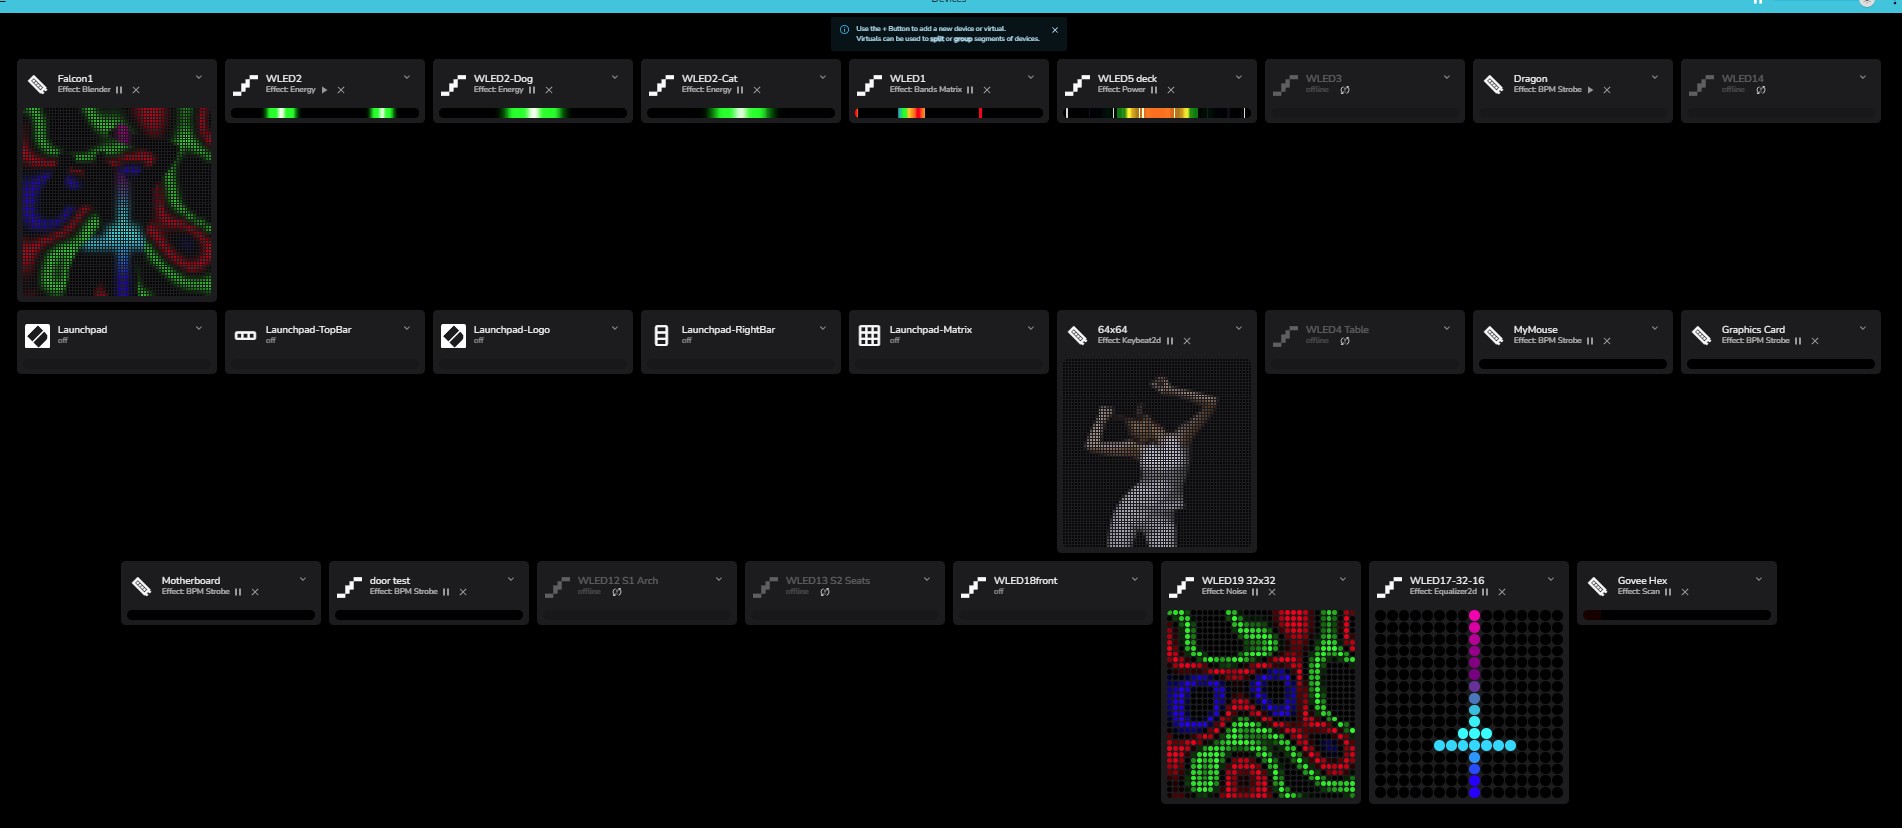 Devices
Use the + Button to add a new device or virtual.
Virtuals can be used to split or group segments of devices.
Falcon1
Effect: Blender
WLED2
Effect: Energy
WLED2-Dog
Effect: Energy
WLED2-Cat
Effect: Energy
WLED1
Effect: Bands Matrix
WLED5 deck
Effect: Power
WLED3
offline
Dragon
Effect: BPM Strobe
WLED14
offline
Launchpad
off
Launchpad-TopBar
off
Launchpad-Logo
off
Launchpad-RightBar
off
Launchpad-Matrix
off
64x64
Effect: Keybeat2d
WLED4 Table
offline
MyMouse
Effect: BPM Strobe
Graphics Card
Effect: BPM Strobe
Motherboard
Effect: BPM Strobe
door test
Effect: BPM Strobe
WLED12 S1 Arch
offline
WLED13 S2 Seats
offline
WLED18front
off
WLED19 32x32
Effect: Noise
WLED17-32-16
Effect: Equalizer2d
Govee Hex
Effect: Scan